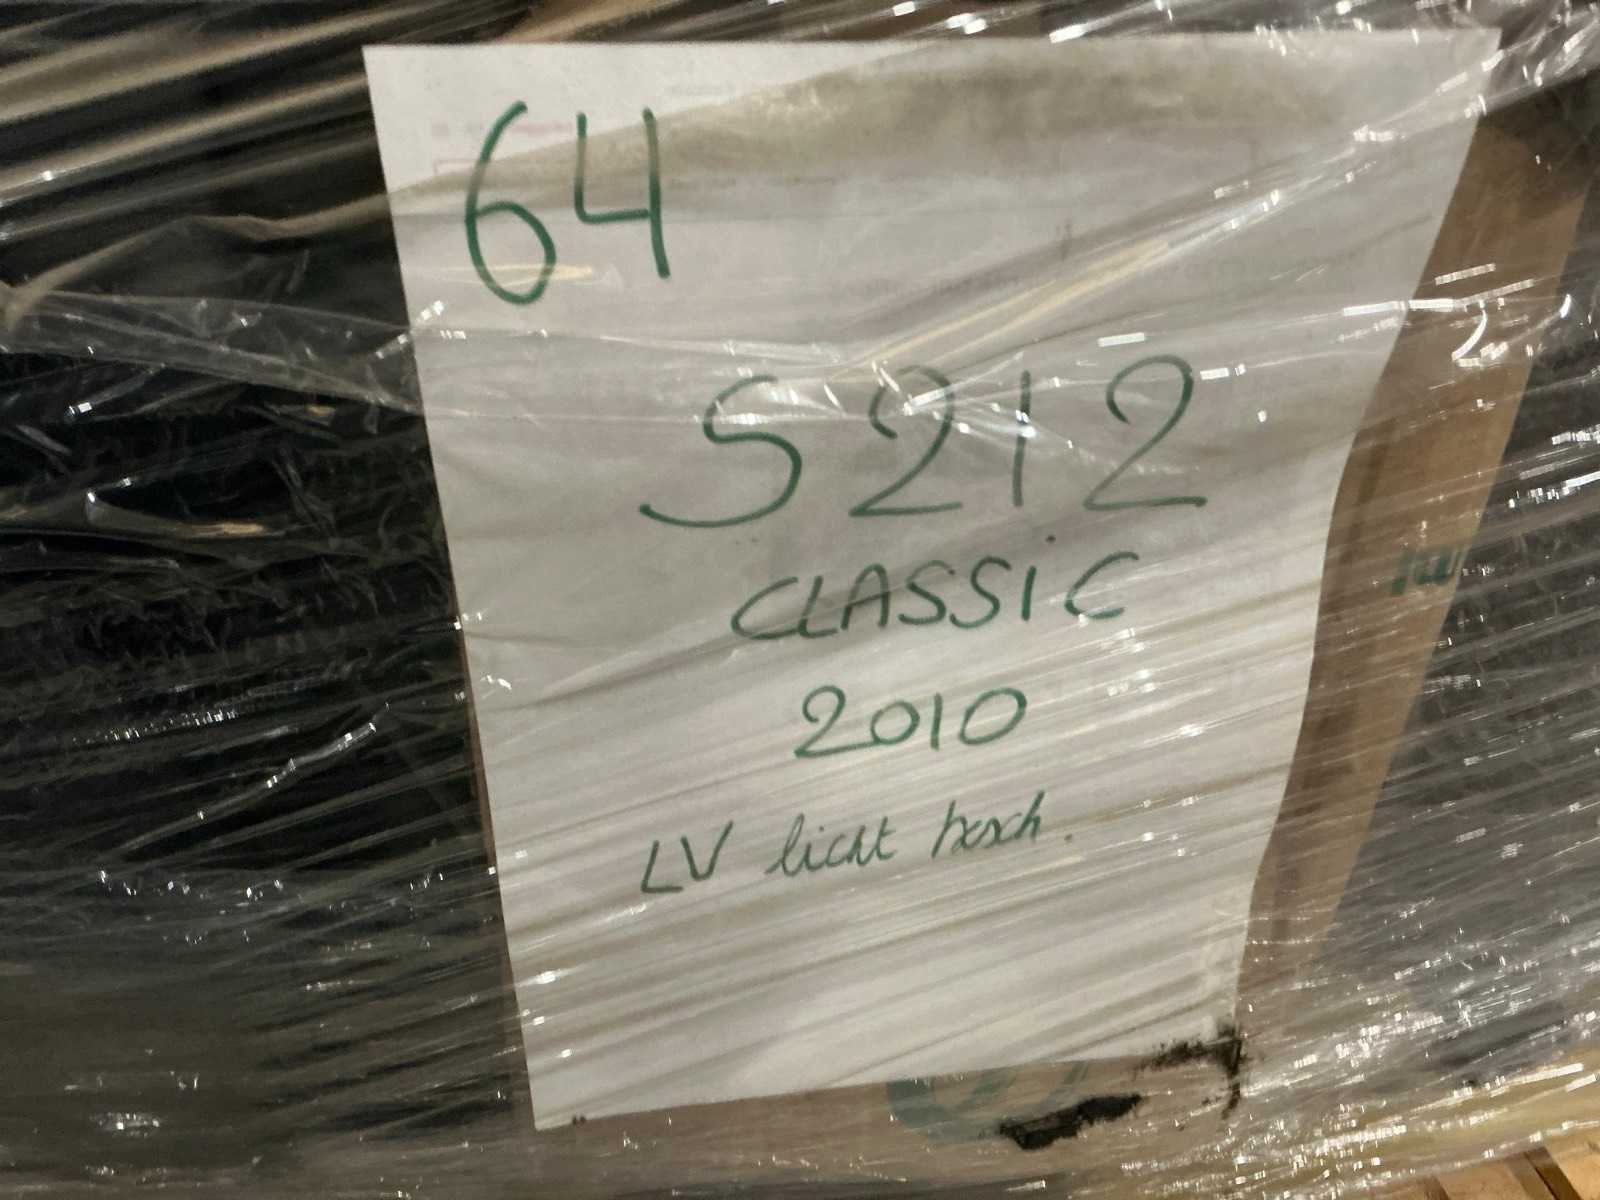 64
S212
CLASSIC
2010
LV licht besch.